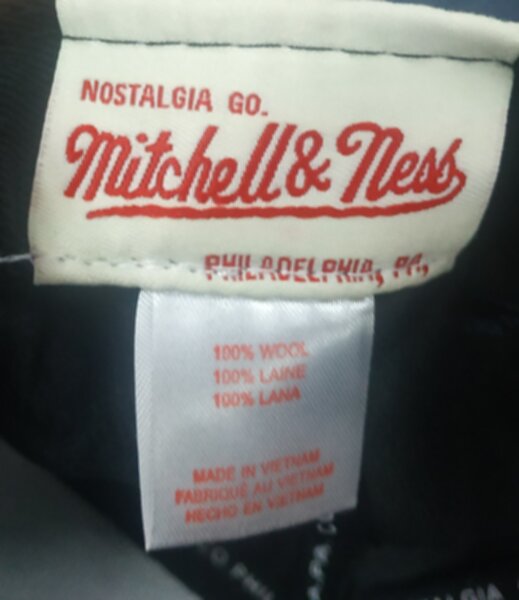 NOSTALGIA CO.
Mitchell & Ness
PHILADELPHIA, PA,
100% WOOL
100% LAINE
100% LANA
MADE IN VIETNAM
FABRIQUÉ AU VIETNAM
HECHO EN VIETNAM